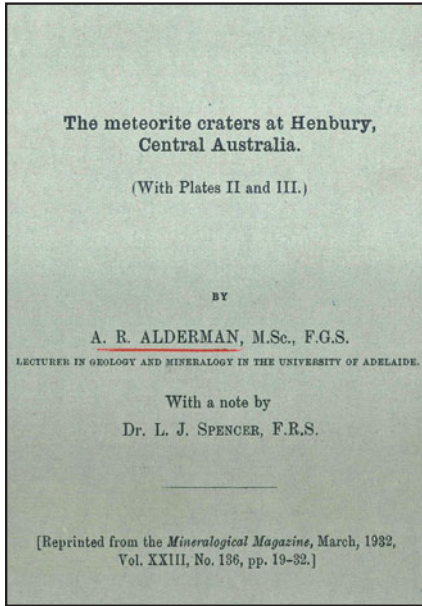 The meteorite craters at Henbury,
Central Australia.
(With Plates II and III.)
BY
A. R. ALDERMAN, M.Sc., F.G.S.
LECTURER IN GEOLOGY AND MINERALOGY IN THE UNIVERSITY OF ADELAIDE.
With a note by
Dr. L. J. SPENCER, F.R.S.
[Reprinted from the Mineralogical Magazine, March, 1932,
Vol. XXIII, No. 136, pp. 19–32.]